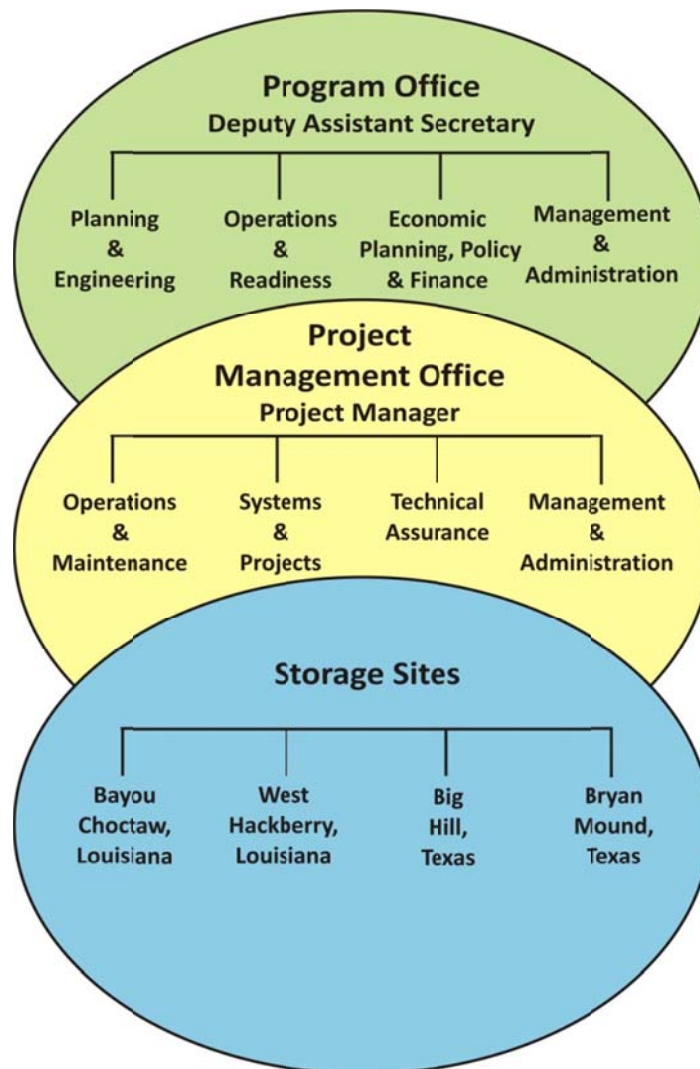 Program Office
Deputy Assistant Secretary
Planning
&
Engineering
Operations
&
Readiness
Economic
Planning, Policy
& Finance
Management
&
Administration
Project
Management Office
Project Manager
Operations
&
Maintenance
Systems
&
Projects
Technical
Assurance
Management
&
Administration
Storage Sites
Bayou
Choctaw,
Louisiana
West
Hackberry,
Louisiana
Big
Hill,
Texas
Bryan
Mound,
Texas